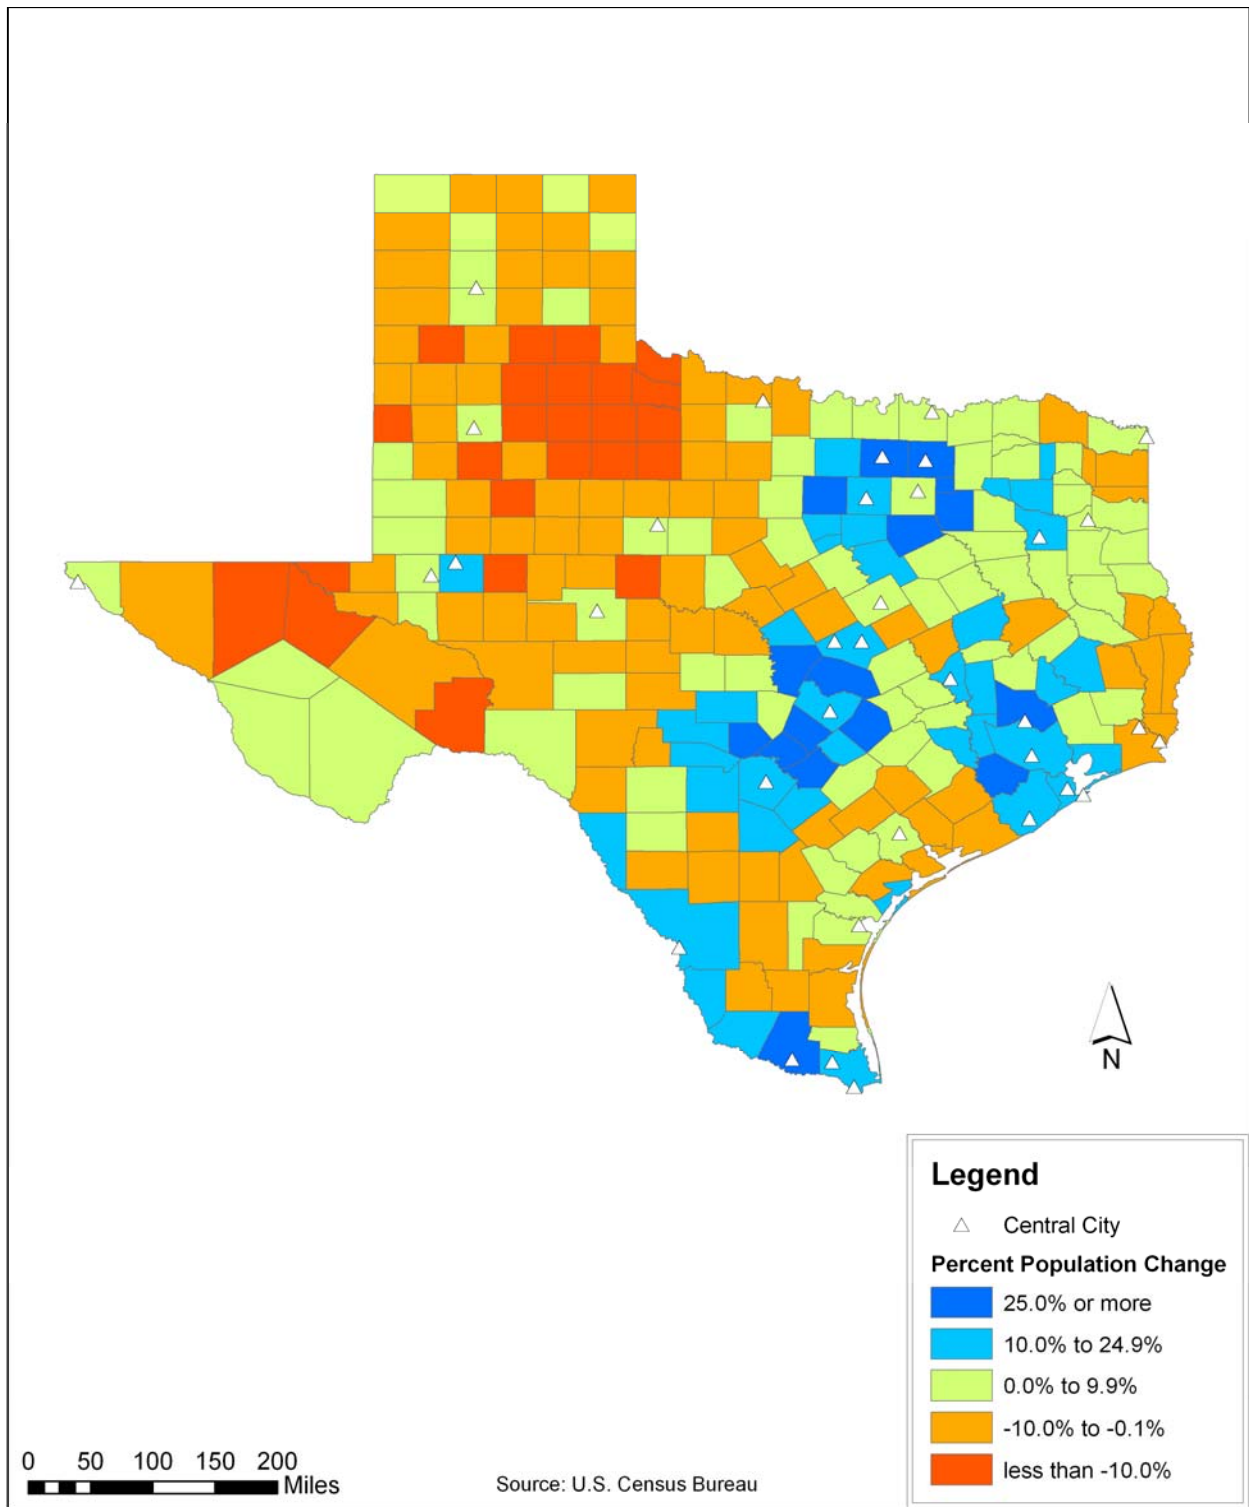 N
Legend
Central City
Percent Population Change
25.0% or more
10.0% to 24.9%
0.0% to 9.9%
-10.0% to -0.1%
less than -10.0%
0 50 100 150 200
Miles
Source: U.S. Census Bureau